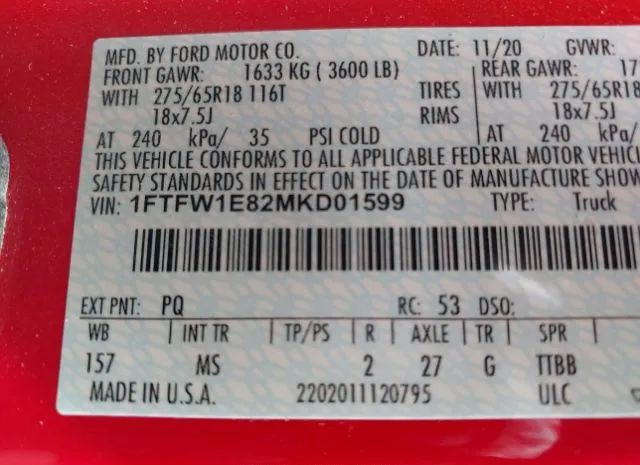 MFD. BY FORD MOTOR CO. DATE: 11/20 GVWR:
FRONT GAWR: 1633 KG ( 3600 LB) REAR GAWR: 17
WITH 275/65R18 116T TIRES WITH 275/65R18
18x7.5J RIMS 18x7.5J
AT 240 kPa/ 35 PSI COLD AT 240 kPa/
THIS VEHICLE CONFORMS TO ALL APPLICABLE FEDERAL MOTOR VEHICL
SAFETY STANDARDS IN EFFECT ON THE DATE OF MANUFACTURE SHOW
VIN: 1FTFW1E82MKD01599 TYPE: Truck
EXT PNT: PQ RC: 53 DSO:
WB INT TR TP/PS R AXLE TR SPR
157 MS 2 27 G TTBB
MADE IN U.S.A. 2202011120795 ULC